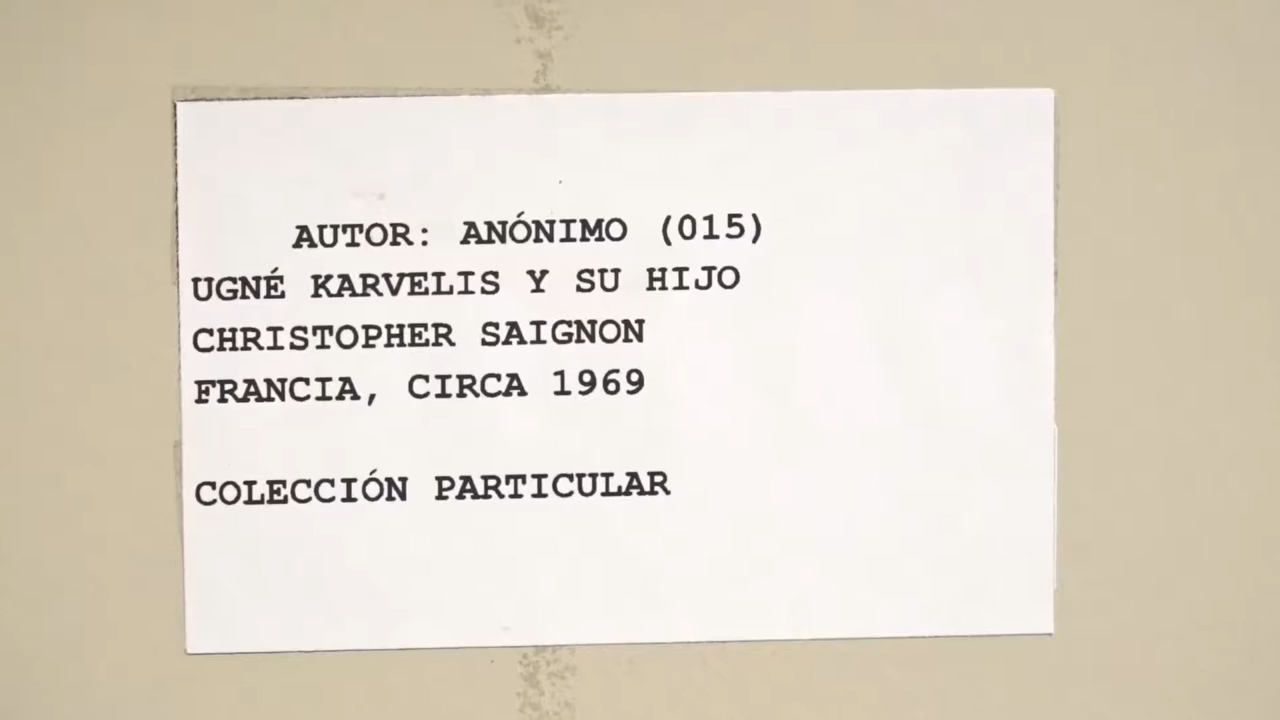 AUTOR: ANÓNIMO (015)
UGNÉ KARVELIS Y SU HIJO
CHRISTOPHER SAIGNON
FRANCIA, CIRCA 1969
COLECCIÓN PARTICULAR